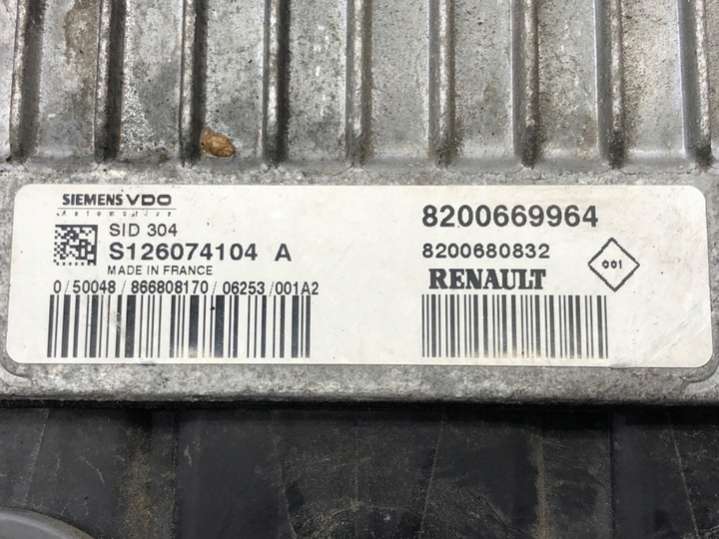 SIEMENS VDO
Automotive
SID 304
S126074104 A
MADE IN FRANCE
0/50048/866808170/06253/001A2
8200669964
8200680832
RENAULT
001